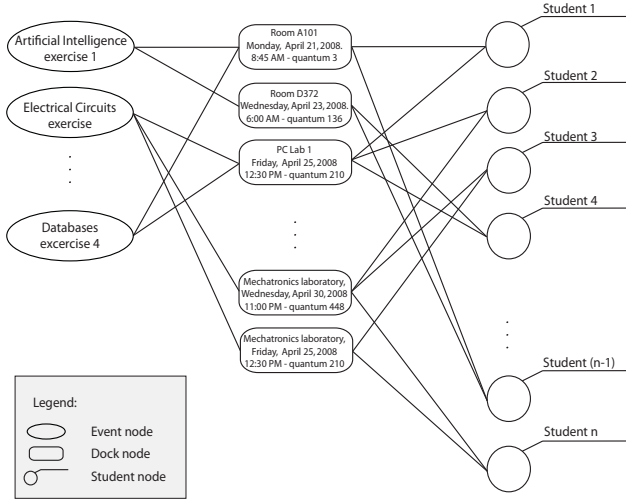 Artificial Intelligence
exercise 1
Electrical Circuits
exercise
Databases
excercise 4
Room A101
Monday, April 21, 2008.
8:45 AM - quantum 3
Room D372
Wednesday, April 23, 2008.
6:00 AM - quantum 136
PC Lab 1
Friday, April 25, 2008
12:30 PM - quantum 210
Mechatronics laboratory,
Wednesday, April 30, 2008
11:00 PM - quantum 448
Mechatronics laboratory,
Friday, April 25, 2008
12:30 PM - quantum 210
Student 1
Student 2
Student 3
Student 4
Student (n-1)
Student n
Legend:
Event node
Dock node
Student node